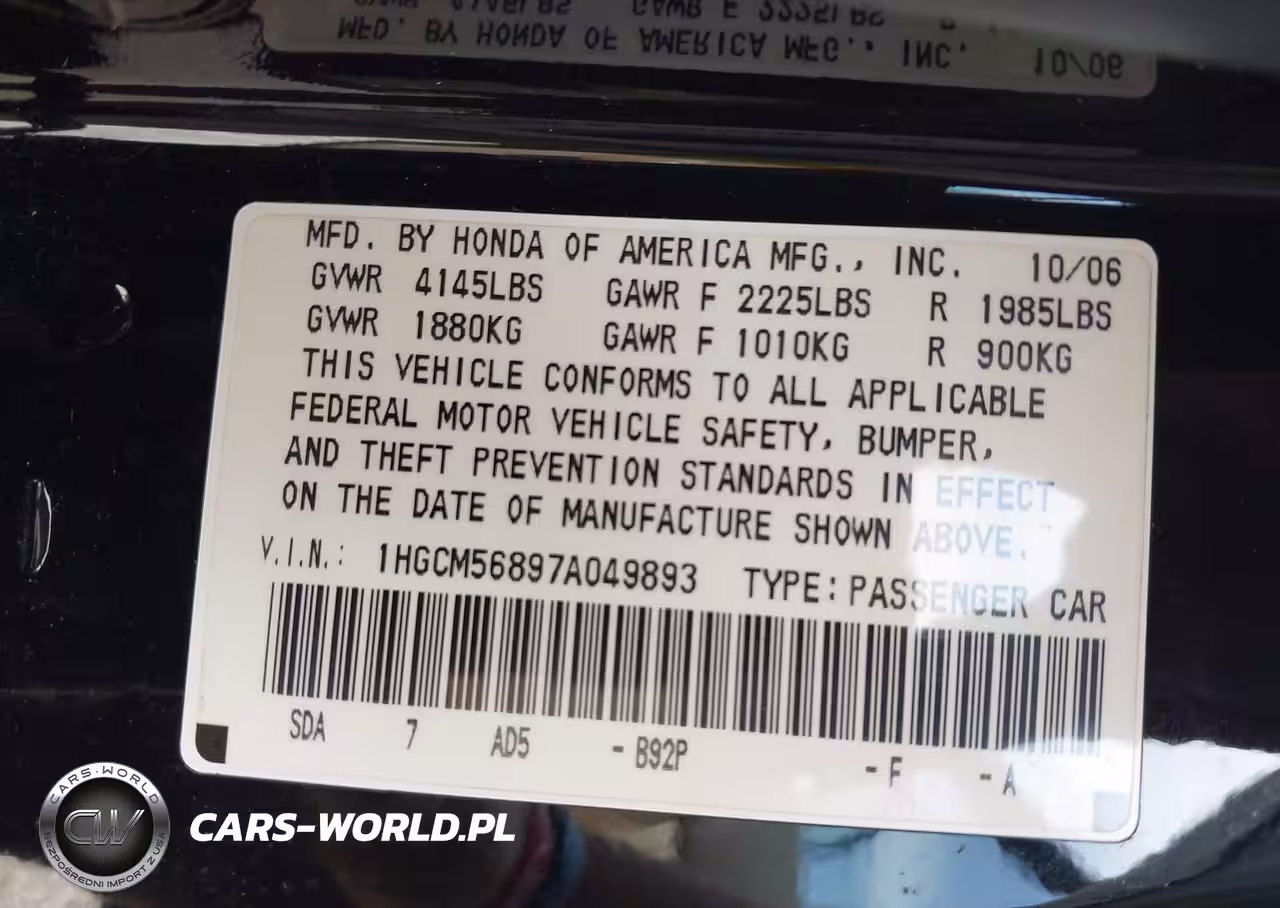 MFD. BY HONDA OF AMERICA MFG., INC. 10/06
MFD. BY HONDA OF AMERICA MFG., INC. 10/06
GVWR 4145LBS GAWR F 2225LBS R 1985LBS
GVWR 1880KG GAWR F 1010KG R 900KG
THIS VEHICLE CONFORMS TO ALL APPLICABLE
FEDERAL MOTOR VEHICLE SAFETY, BUMPER,
AND THEFT PREVENTION STANDARDS IN EFFECT
ON THE DATE OF MANUFACTURE SHOWN ABOVE.
V.I.N.: 1HGCM56897A049893 TYPE: PASSENGER CAR
SDA 7 AD5 - B92P - F - A
CARS-WORLD
CW
BEZPOŚREDNI IMPORT Z USA
CARS-WORLD.PL